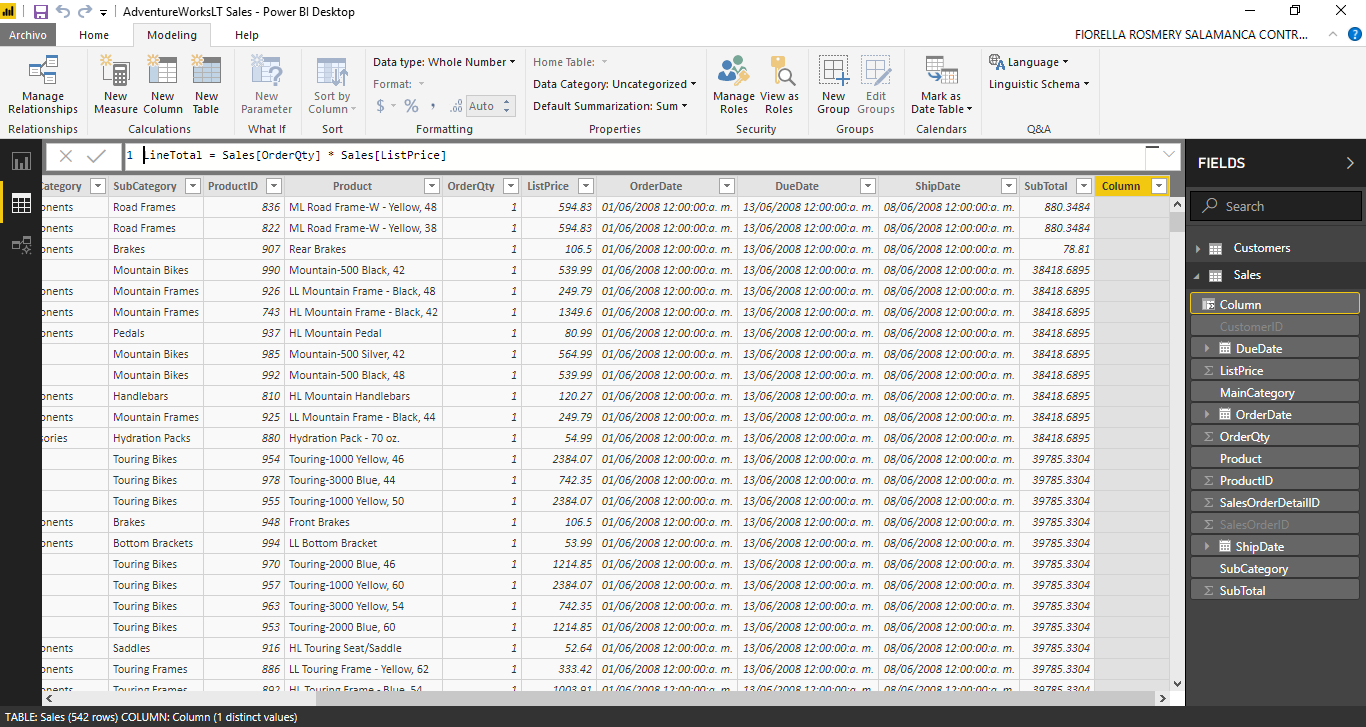 AdventureWorksLT Sales - Power BI Desktop
Archivo Home Modeling Help FIORELLA ROSMERY SALAMANCA CONTR... ?
Manage Relationships
New Measure
New Column
New Table
New Parameter
Sort by Column
Data type: Whole Number
Format:
$ % , .00 Auto
Home Table:
Data Category: Uncategorized
Default Summarization: Sum
Manage Roles
View as Roles
New Group
Edit Groups
Mark as Date Table
Language
Linguistic Schema
Relationships Calculations What If Sort Formatting Properties Security Groups Calendars Q&A
1 LineTotal = Sales[OrderQty] * Sales[ListPrice]
ategory SubCategory ProductID Product OrderQty ListPrice OrderDate DueDate ShipDate SubTotal Column
onents Road Frames 836 ML Road Frame-W - Yellow, 48 1 594.83 01/06/2008 12:00:00:a. m. 13/06/2008 12:00:00:a. m. 08/06/2008 12:00:00:a. m. 880.3484
onents Road Frames 822 ML Road Frame-W - Yellow, 38 1 594.83 01/06/2008 12:00:00:a. m. 13/06/2008 12:00:00:a. m. 08/06/2008 12:00:00:a. m. 880.3484
onents Brakes 907 Rear Brakes 1 106.5 01/06/2008 12:00:00:a. m. 13/06/2008 12:00:00:a. m. 08/06/2008 12:00:00:a. m. 78.81
Mountain Bikes 990 Mountain-500 Black, 42 1 539.99 01/06/2008 12:00:00:a. m. 13/06/2008 12:00:00:a. m. 08/06/2008 12:00:00:a. m. 38418.6895
onents Mountain Frames 926 LL Mountain Frame - Black, 48 1 249.79 01/06/2008 12:00:00:a. m. 13/06/2008 12:00:00:a. m. 08/06/2008 12:00:00:a. m. 38418.6895
onents Mountain Frames 743 HL Mountain Frame - Black, 42 1 1349.6 01/06/2008 12:00:00:a. m. 13/06/2008 12:00:00:a. m. 08/06/2008 12:00:00:a. m. 38418.6895
onents Pedals 937 HL Mountain Pedal 1 80.99 01/06/2008 12:00:00:a. m. 13/06/2008 12:00:00:a. m. 08/06/2008 12:00:00:a. m. 38418.6895
Mountain Bikes 985 Mountain-500 Silver, 42 1 564.99 01/06/2008 12:00:00:a. m. 13/06/2008 12:00:00:a. m. 08/06/2008 12:00:00:a. m. 38418.6895
Mountain Bikes 992 Mountain-500 Black, 48 1 539.99 01/06/2008 12:00:00:a. m. 13/06/2008 12:00:00:a. m. 08/06/2008 12:00:00:a. m. 38418.6895
onents Handlebars 810 HL Mountain Handlebars 1 120.27 01/06/2008 12:00:00:a. m. 13/06/2008 12:00:00:a. m. 08/06/2008 12:00:00:a. m. 38418.6895
onents Mountain Frames 925 LL Mountain Frame - Black, 44 1 249.79 01/06/2008 12:00:00:a. m. 13/06/2008 12:00:00:a. m. 08/06/2008 12:00:00:a. m. 38418.6895
sories Hydration Packs 880 Hydration Pack - 70 oz. 1 54.99 01/06/2008 12:00:00:a. m. 13/06/2008 12:00:00:a. m. 08/06/2008 12:00:00:a. m. 38418.6895
Touring Bikes 954 Touring-1000 Yellow, 46 1 2384.07 01/06/2008 12:00:00:a. m. 13/06/2008 12:00:00:a. m. 08/06/2008 12:00:00:a. m. 39785.3304
Touring Bikes 978 Touring-3000 Blue, 44 1 742.35 01/06/2008 12:00:00:a. m. 13/06/2008 12:00:00:a. m. 08/06/2008 12:00:00:a. m. 39785.3304
Touring Bikes 955 Touring-1000 Yellow, 50 1 2384.07 01/06/2008 12:00:00:a. m. 13/06/2008 12:00:00:a. m. 08/06/2008 12:00:00:a. m. 39785.3304
onents Brakes 948 Front Brakes 1 106.5 01/06/2008 12:00:00:a. m. 13/06/2008 12:00:00:a. m. 08/06/2008 12:00:00:a. m. 39785.3304
onents Bottom Brackets 994 LL Bottom Bracket 1 53.99 01/06/2008 12:00:00:a. m. 13/06/2008 12:00:00:a. m. 08/06/2008 12:00:00:a. m. 39785.3304
Touring Bikes 970 Touring-2000 Blue, 46 1 1214.85 01/06/2008 12:00:00:a. m. 13/06/2008 12:00:00:a. m. 08/06/2008 12:00:00:a. m. 39785.3304
Touring Bikes 957 Touring-1000 Yellow, 60 1 2384.07 01/06/2008 12:00:00:a. m. 13/06/2008 12:00:00:a. m. 08/06/2008 12:00:00:a. m. 39785.3304
Touring Bikes 963 Touring-3000 Yellow, 54 1 742.35 01/06/2008 12:00:00:a. m. 13/06/2008 12:00:00:a. m. 08/06/2008 12:00:00:a. m. 39785.3304
Touring Bikes 953 Touring-2000 Blue, 60 1 1214.85 01/06/2008 12:00:00:a. m. 13/06/2008 12:00:00:a. m. 08/06/2008 12:00:00:a. m. 39785.3304
onents Saddles 916 HL Touring Seat/Saddle 1 52.64 01/06/2008 12:00:00:a. m. 13/06/2008 12:00:00:a. m. 08/06/2008 12:00:00:a. m. 39785.3304
onents Touring Frames 886 LL Touring Frame - Yellow, 62 1 333.42 01/06/2008 12:00:00:a. m. 13/06/2008 12:00:00:a. m. 08/06/2008 12:00:00:a. m. 39785.3304
onents Touring Frames 892 HL Touring Frame - Blue, 54 1 1003.91 01/06/2008 12:00:00:a. m. 13/06/2008 12:00:00:a. m. 08/06/2008 12:00:00:a. m. 39785.3304
FIELDS
Search
Customers
Sales
Column
CustomerID
DueDate
ListPrice
MainCategory
OrderDate
OrderQty
Product
ProductID
SalesOrderDetailID
SalesOrderID
ShipDate
SubCategory
SubTotal
TABLE: Sales (542 rows) COLUMN: Column (1 distinct values)